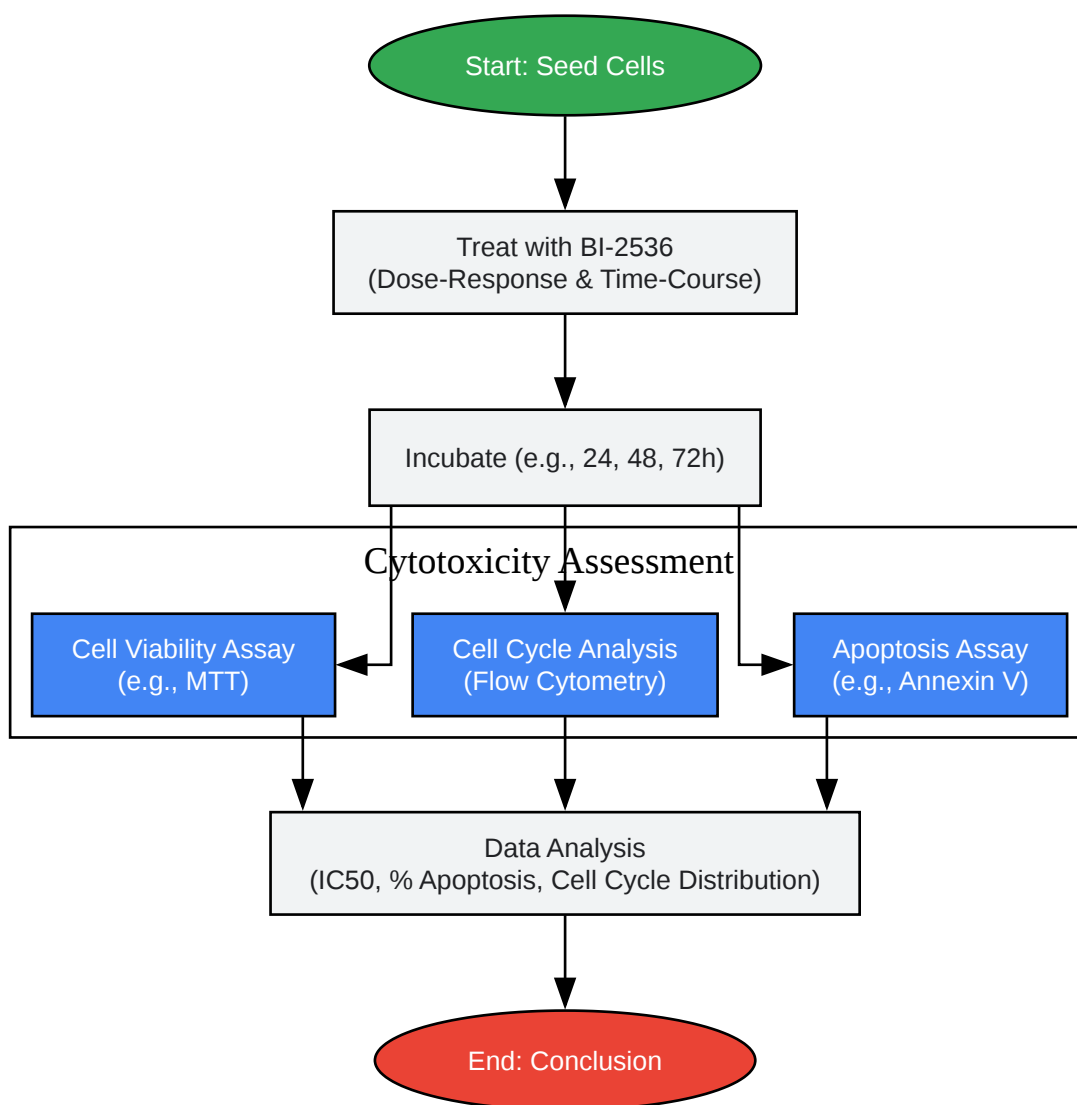 Start: Seed Cells
Treat with BI-2536
(Dose-Response & Time-Course)
Incubate (e.g., 24, 48, 72h)
Cytotoxicity Assessment
Cell Viability Assay
(e.g., MTT)
Cell Cycle Analysis
(Flow Cytometry)
Apoptosis Assay
(e.g., Annexin V)
Data Analysis
(IC50, % Apoptosis, Cell Cycle Distribution)
End: Conclusion